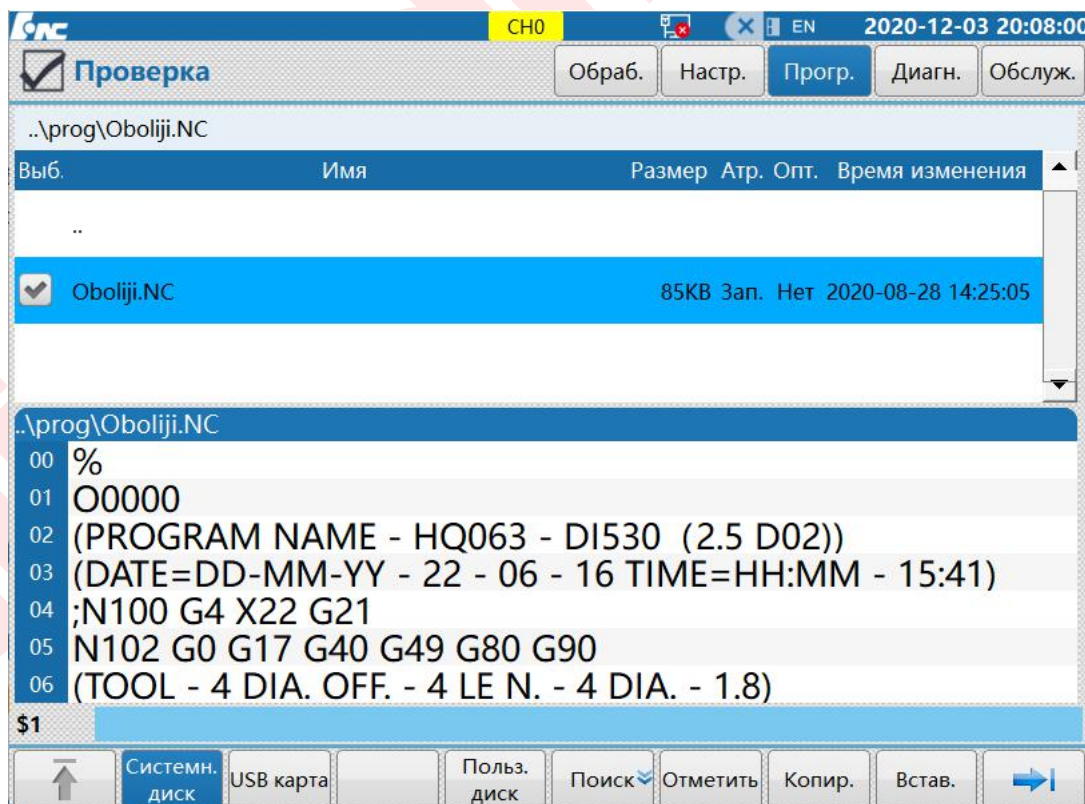 HNC CH0 EN 2020-12-03 20:08:00
Проверка Обраб. Настр. Прогр. Диагн. Обслуж.
..\prog\Oboliji.NC
Выб. Имя Размер Атр. Опт. Время изменения
..
Oboliji.NC 85KB Зап. Нет 2020-08-28 14:25:05
..\prog\Oboliji.NC
00 %
01 O0000
02 (PROGRAM NAME - HQ063 - DI530 (2.5 D02))
03 (DATE=DD-MM-YY - 22 - 06 - 16 TIME=HH:MM - 15:41)
04 ;N100 G4 X22 G21
05 N102 G0 G17 G40 G49 G80 G90
06 (TOOL - 4 DIA. OFF. - 4 LE N. - 4 DIA. - 1.8)
$1
Системн. диск USB карта Польз. диск Поиск Отметить Копир. Встав.